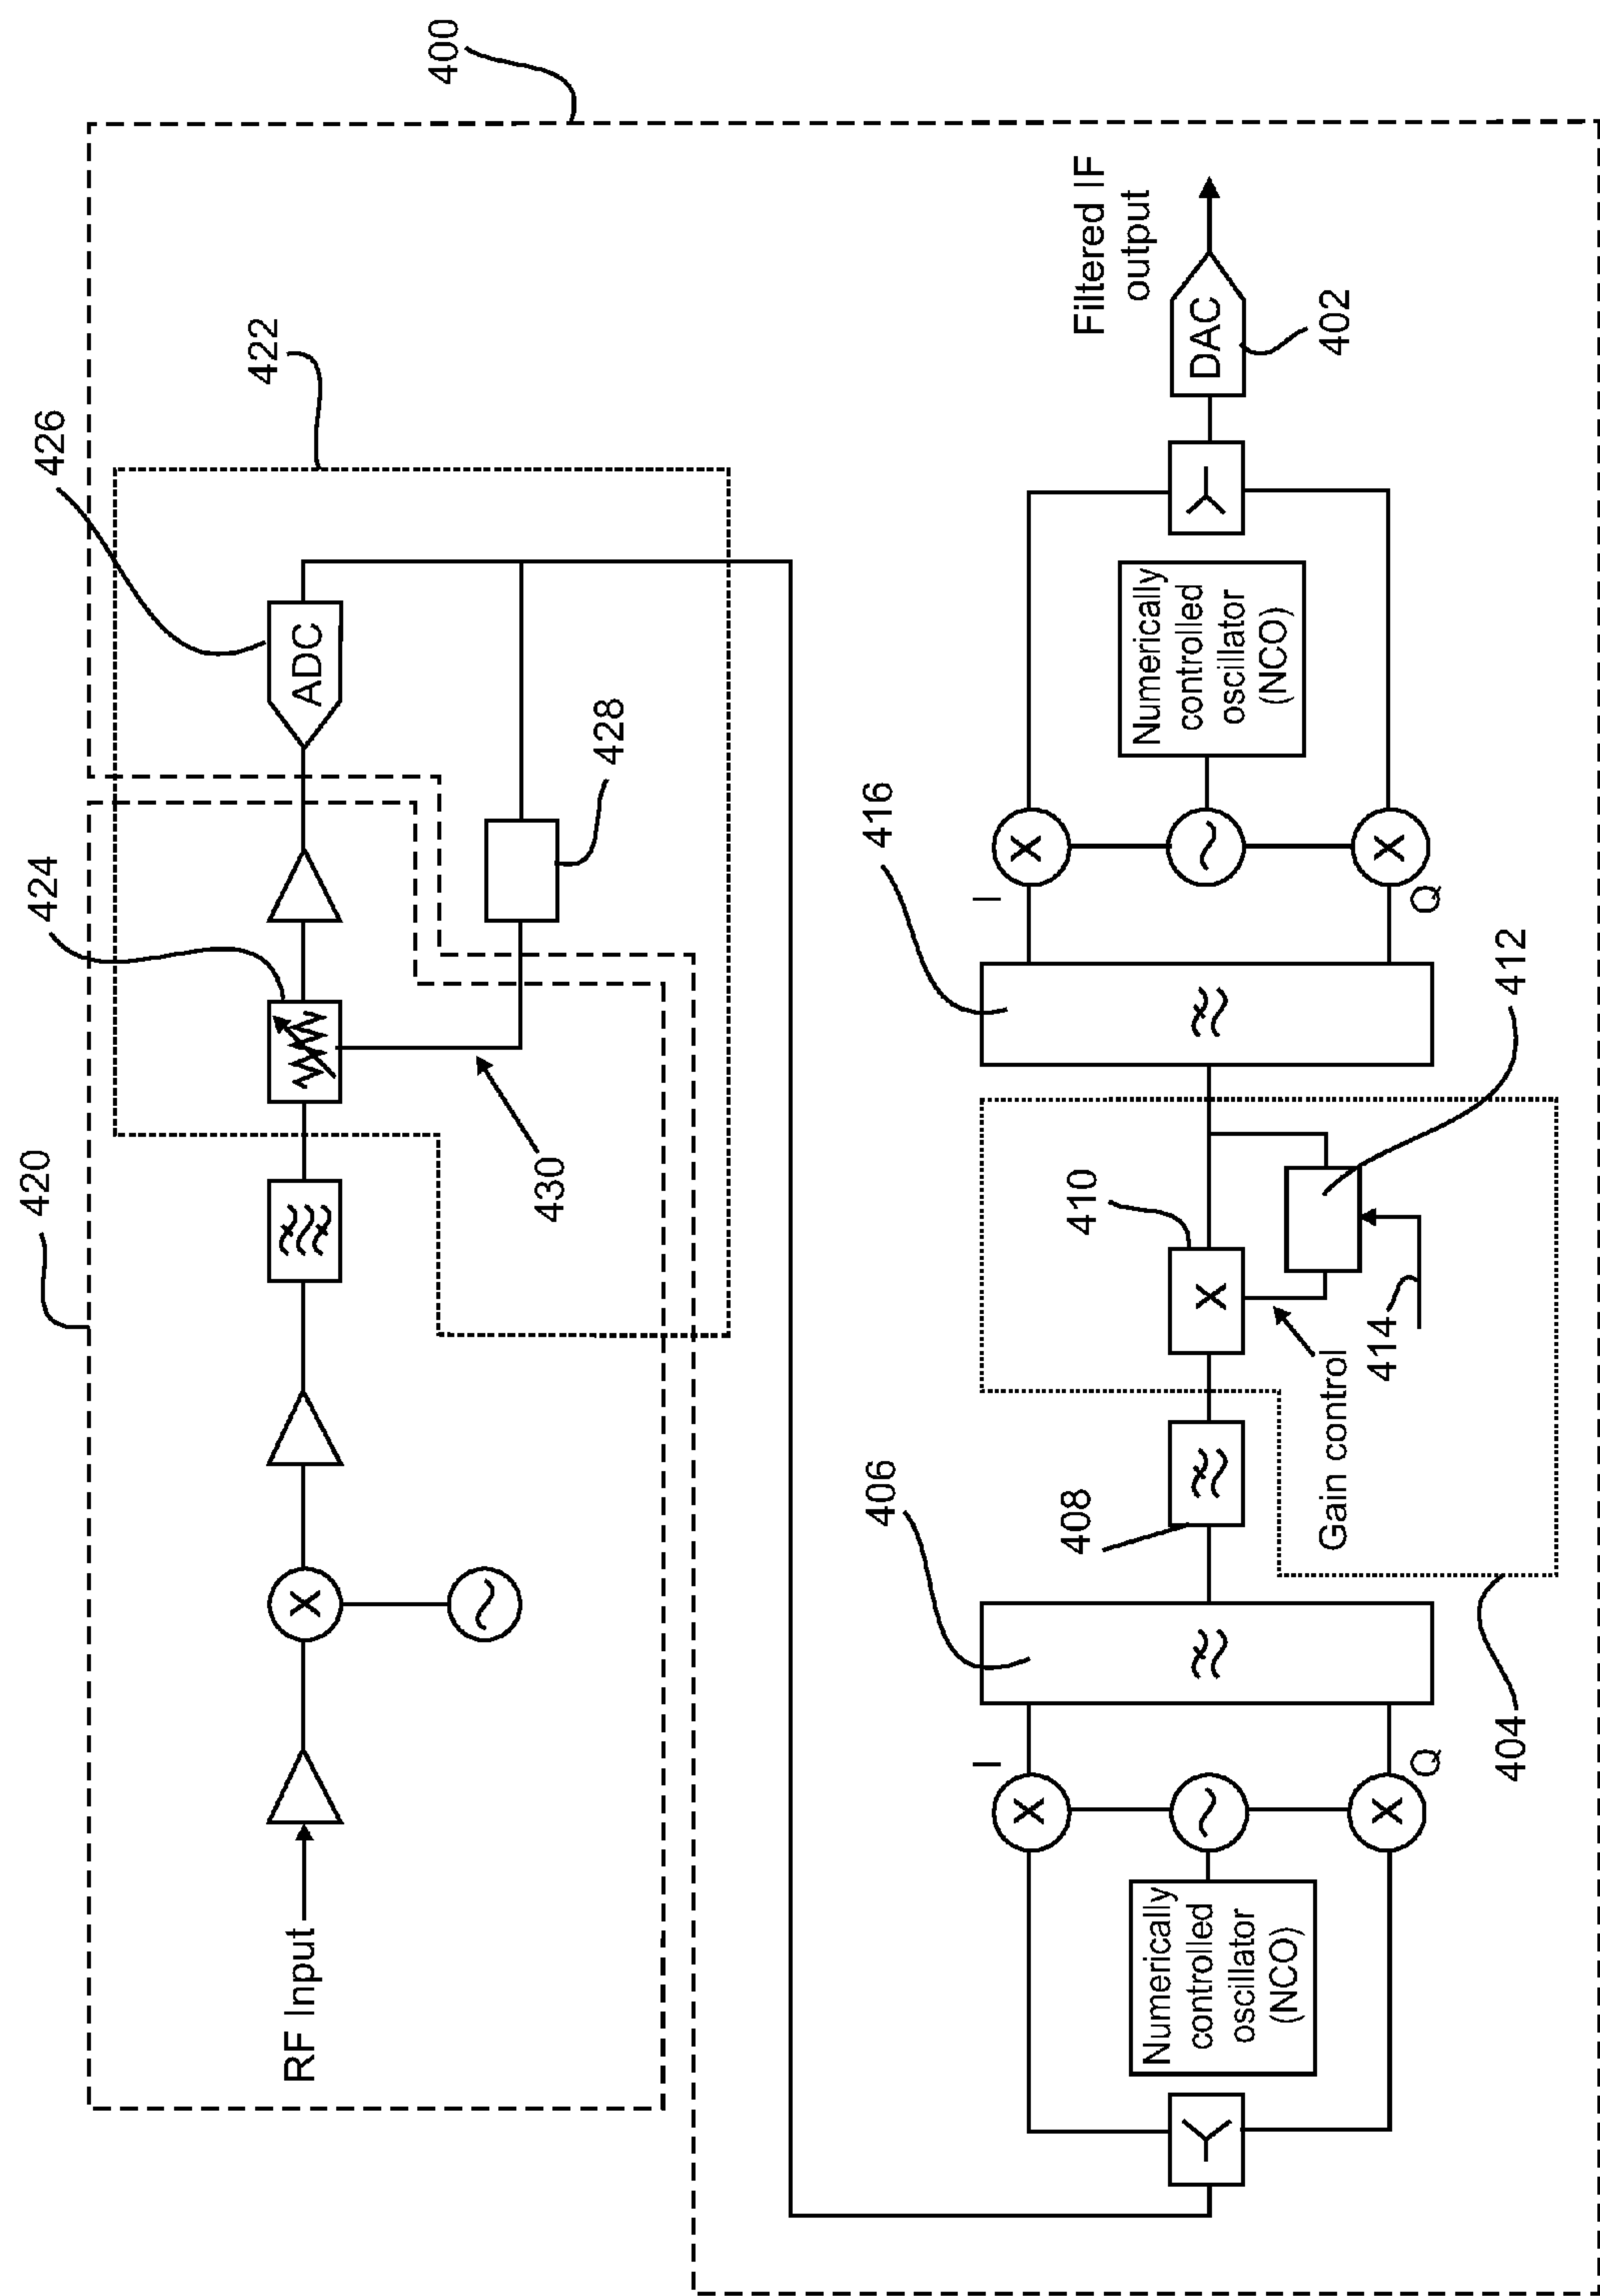 400
420
424
426
422
RF Input
ADC
430
428
406
408
410
416
Filtered IF
output
I
I
X
X
X
X
Numerically
controlled
oscillator
(NCO)
X
Numerically
controlled
oscillator
(NCO)
DAC
402
X
X
Q
Q
Gain control
414
412
404